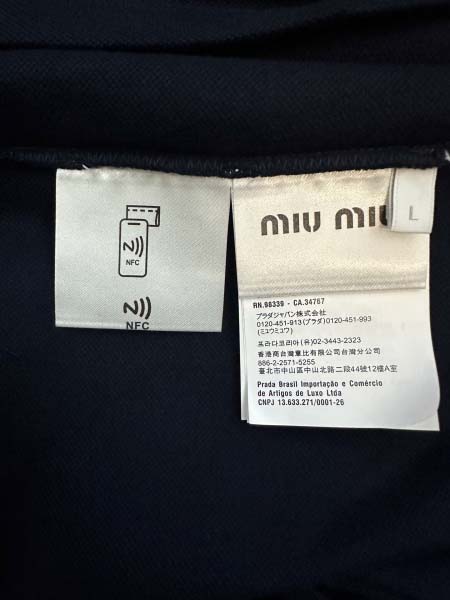 NFC
NFC
miu miu
L
RN.98339 - CA.34767
プラダジャパン株式会社
0120-451-913 (プラダ) 0120-451-993
(ミュウミュウ)
프라다코리아(유) 02-3443-2323
香港商台灣韋比有限公司台灣分公司
886-2-2571-5255
臺北市中山區中山北路二段44號12樓A室
Prada Brasil Importação e Comércio
de Artigos de Luxo Ltda
CNPJ 13.633.271/0001-26